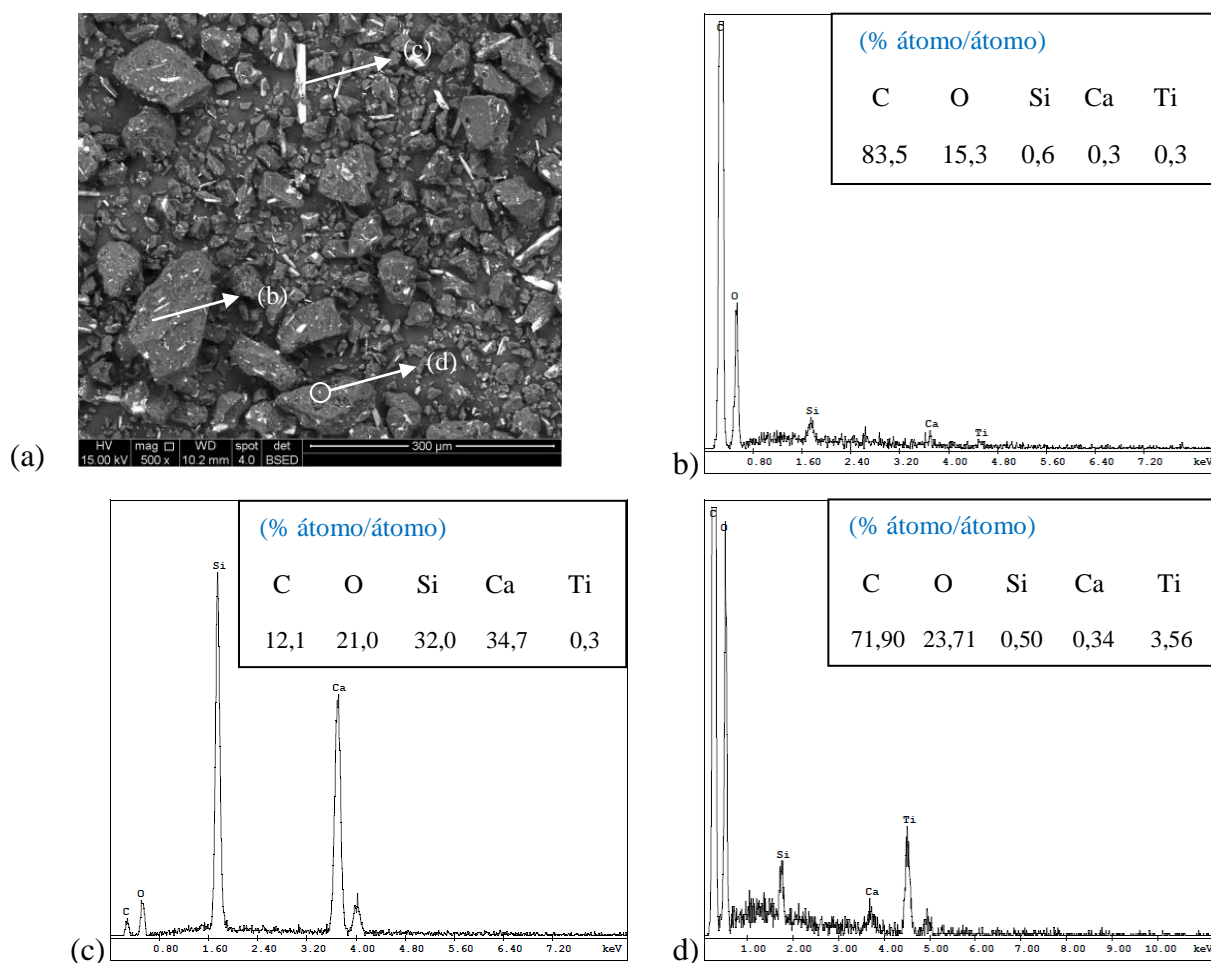 (c)
(b)
(d)
HV mag □ WD spot det
15.00 kV 500 x 10.2 mm 4.0 BSED 300 µm
(a)
(% átomo/átomo)
C O Si Ca Ti
83,5 15,3 0,6 0,3 0,3
C
O
Si
Ca
Ti
0.80 1.60 2.40 3.20 4.00 4.80 5.60 6.40 7.20 keV
b)
(% átomo/átomo)
C O Si Ca Ti
12,1 21,0 32,0 34,7 0,3
Si
Ca
O
C
0.80 1.60 2.40 3.20 4.00 4.80 5.60 6.40 7.20 keV
(c)
(% átomo/átomo)
C O Si Ca Ti
71,90 23,71 0,50 0,34 3,56
C
O
Si
Ca
Ti
1.00 2.00 3.00 4.00 5.00 6.00 7.00 8.00 9.00 10.00 keV
d)